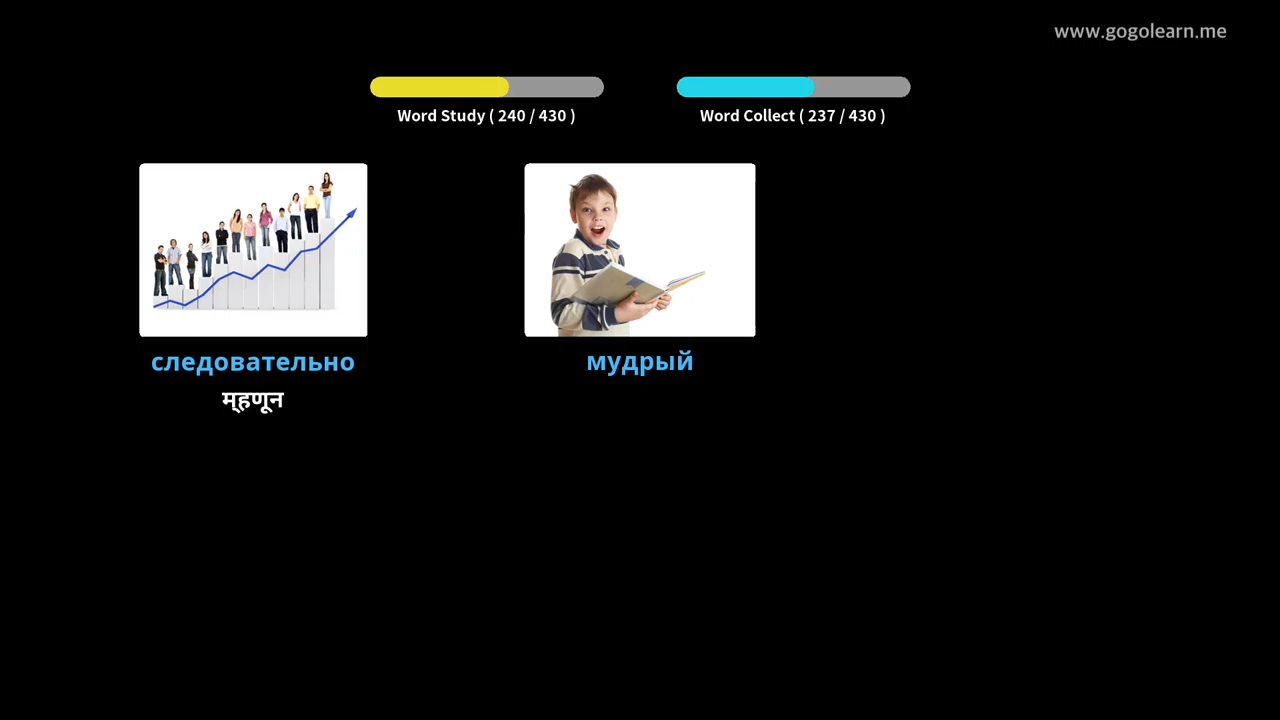 www.gogolearn.me
Word Study ( 240 / 430 )
Word Collect ( 237 / 430 )
следовательно
мудрый
म्हणून